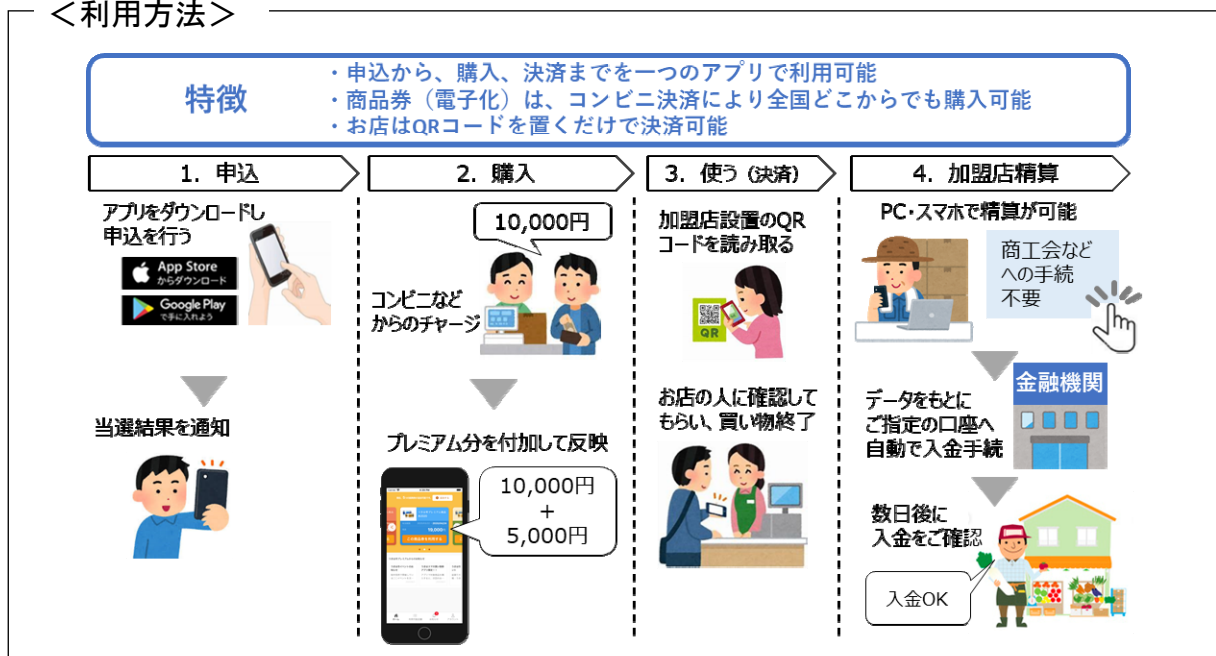 ＜利用方法＞
特徴
・申込から、購入、決済までを一つのアプリで利用可能
・商品券（電子化）は、コンビニ決済により全国どこからでも購入可能
・お店はQRコードを置くだけで決済可能
1．申込
アプリをダウンロードし
申込を行う
App Store
からダウンロード
Google Play
で手に入れよう
当選結果を通知
2．購入
10,000円
コンビニなど
からのチャージ
プレミアム分を付加して反映
10,000円
+
5,000円
3．使う（決済）
加盟店設置のQR
コードを読み取る
QR
お店の人に確認して
もらい、買い物終了
4．加盟店精算
PC・スマホで精算が可能
商工会など
への手続
不要
金融機関
データをもとに
ご指定の口座へ
自動で入金手続
数日後に
入金をご確認
入金OK